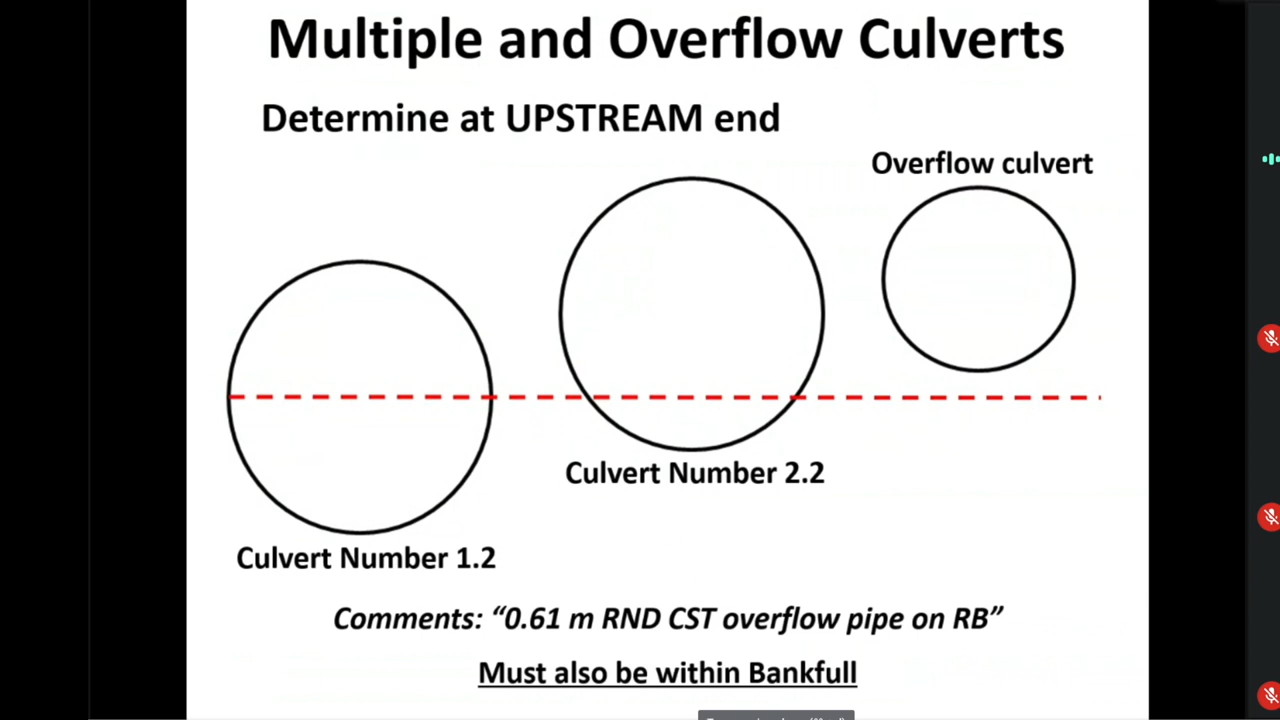 Multiple and Overflow Culverts
Determine at UPSTREAM end
Overflow culvert
Culvert Number 2.2
Culvert Number 1.2
Comments: “0.61 m RND CST overflow pipe on RB”
Must also be within Bankfull